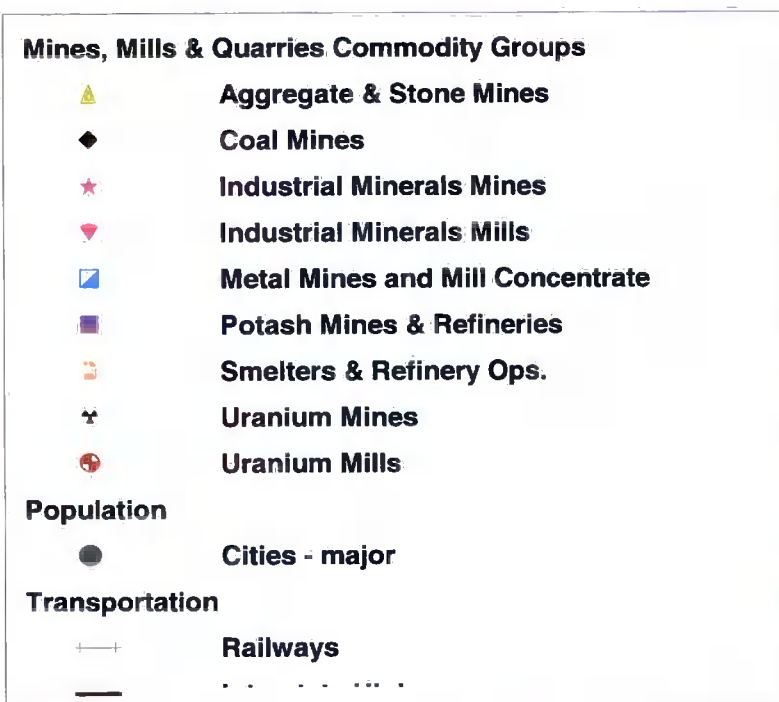 Mines, Mills & Quarries Commodity Groups
Aggregate & Stone Mines
Coal Mines
Industrial Minerals Mines
Industrial Minerals Mills
Metal Mines and Mill Concentrate
Potash Mines & Refineries
Smelters & Refinery Ops.
Uranium Mines
Uranium Mills
Population
Cities - major
Transportation
Railways